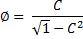 Ø = C / √1 − C²